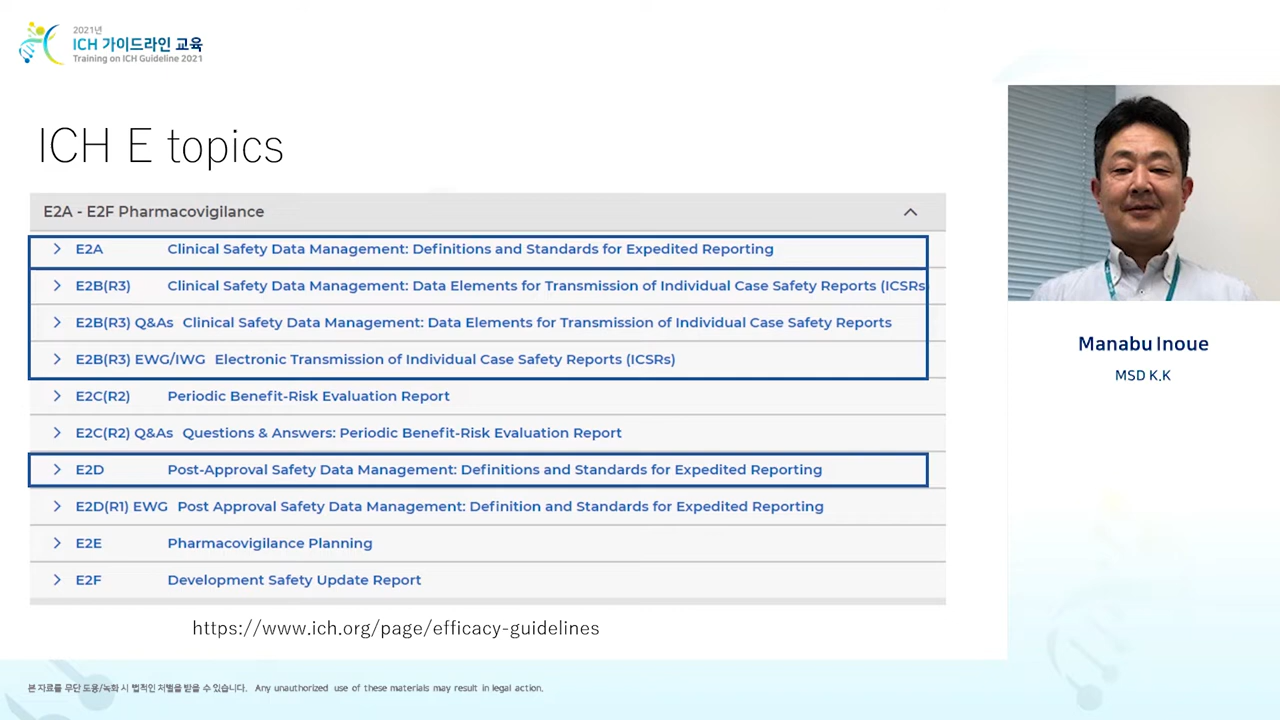 2021년
ICH 가이드라인 교육
Training on ICH Guideline 2021
ICH E topics
E2A - E2F Pharmacovigilance
E2A Clinical Safety Data Management: Definitions and Standards for Expedited Reporting
E2B(R3) Clinical Safety Data Management: Data Elements for Transmission of Individual Case Safety Reports (ICSRs
E2B(R3) Q&As Clinical Safety Data Management: Data Elements for Transmission of Individual Case Safety Reports
E2B(R3) EWG/IWG Electronic Transmission of Individual Case Safety Reports (ICSRs)
E2C(R2) Periodic Benefit-Risk Evaluation Report
E2C(R2) Q&As Questions & Answers: Periodic Benefit-Risk Evaluation Report
E2D Post-Approval Safety Data Management: Definitions and Standards for Expedited Reporting
E2D(R1) EWG Post Approval Safety Data Management: Definition and Standards for Expedited Reporting
E2E Pharmacovigilance Planning
E2F Development Safety Update Report
https://www.ich.org/page/efficacy-guidelines
Manabu Inoue
MSD K.K
본 자료를 무단 도용/녹화 시 법적인 처벌을 받을 수 있습니다. Any unauthorized use of these materials may result in legal action.